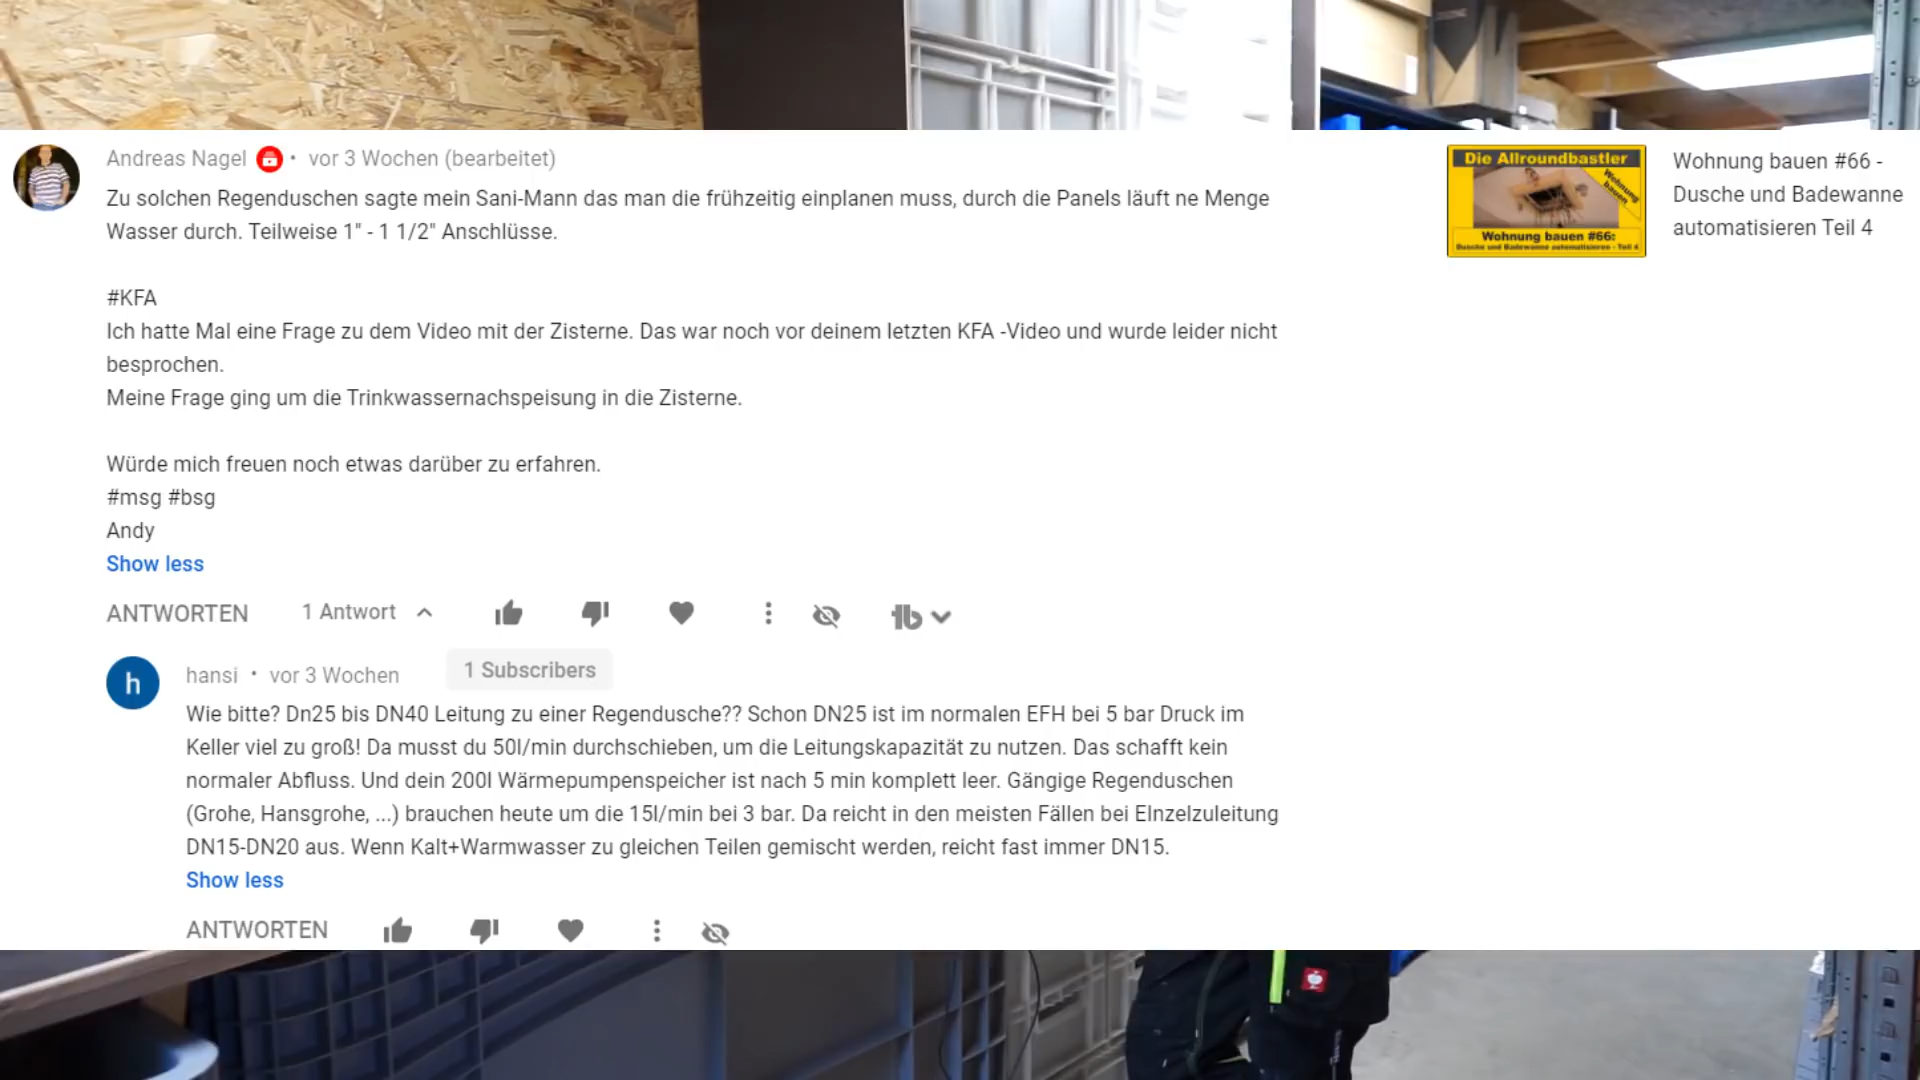 Andreas Nagel • vor 3 Wochen (bearbeitet)
Zu solchen Regenduschen sagte mein Sani-Mann das man die frühzeitig einplanen muss, durch die Panels läuft ne Menge
Wasser durch. Teilweise 1" - 1 1/2" Anschlüsse.
#KFA
Ich hatte Mal eine Frage zu dem Video mit der Zisterne. Das war noch vor deinem letzten KFA -Video und wurde leider nicht
besprochen.
Meine Frage ging um die Trinkwassernachspeisung in die Zisterne.
Würde mich freuen noch etwas darüber zu erfahren.
#msg #bsg
Andy
Show less
ANTWORTEN 1 Antwort
h
hansi • vor 3 Wochen 1 Subscribers
Wie bitte? Dn25 bis DN40 Leitung zu einer Regendusche?? Schon DN25 ist im normalen EFH bei 5 bar Druck im
Keller viel zu groß! Da musst du 50l/min durchschieben, um die Leitungskapazität zu nutzen. Das schafft kein
normaler Abfluss. Und dein 200l Wärmepumpenspeicher ist nach 5 min komplett leer. Gängige Regenduschen
(Grohe, Hansgrohe, ...) brauchen heute um die 15l/min bei 3 bar. Da reicht in den meisten Fällen bei EInzelzuleitung
DN15-DN20 aus. Wenn Kalt+Warmwasser zu gleichen Teilen gemischt werden, reicht fast immer DN15.
Show less
ANTWORTEN
Die Allroundbastler
Wohnung bauen
Wohnung bauen #66:
Dusche und Badewanne automatisieren - Teil 4
Wohnung bauen #66 -
Dusche und Badewanne
automatisieren Teil 4